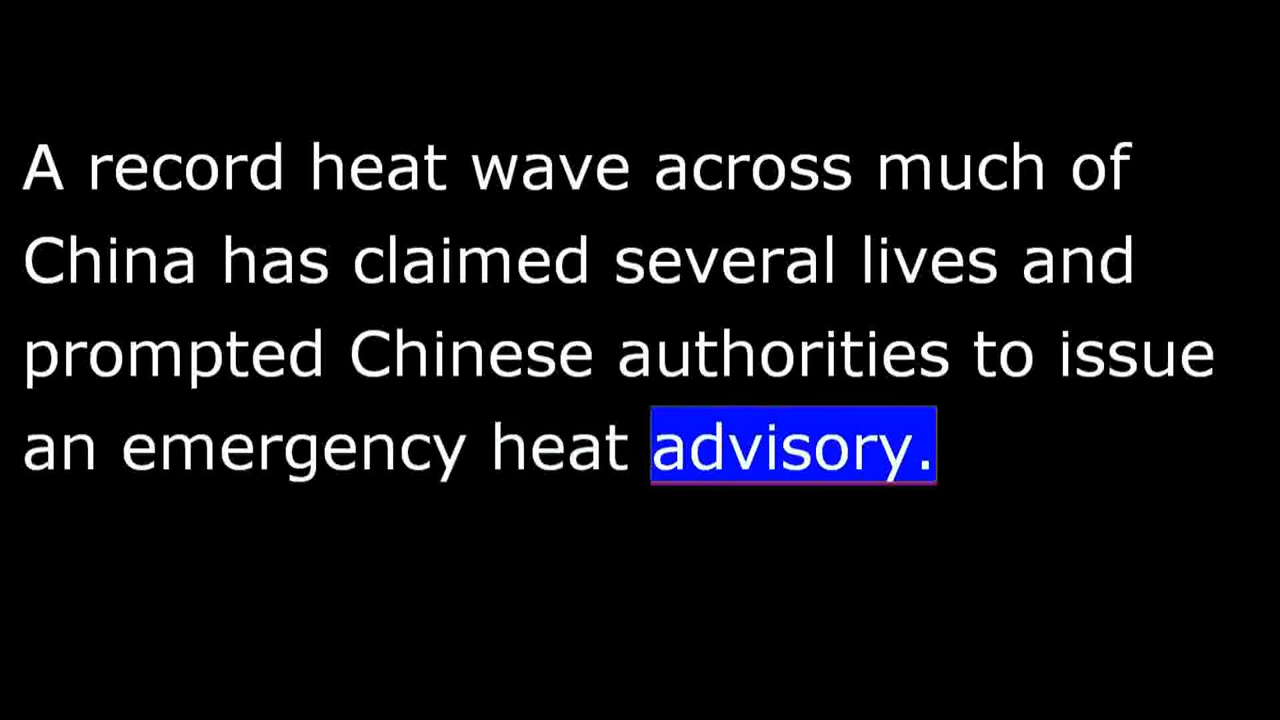 A record heat wave across much of
China has claimed several lives and
prompted Chinese authorities to issue
an emergency heat advisory.